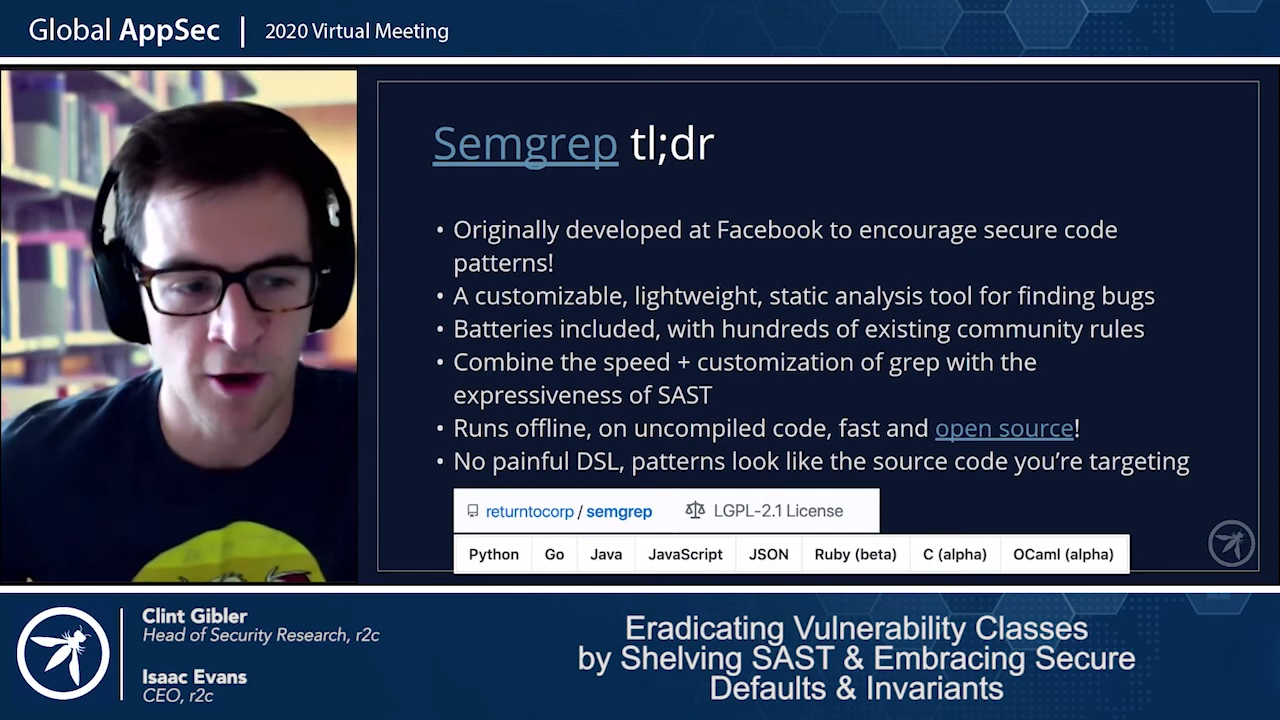 Global AppSec | 2020 Virtual Meeting
Semgrep tl;dr
• Originally developed at Facebook to encourage secure code
patterns!
• A customizable, lightweight, static analysis tool for finding bugs
• Batteries included, with hundreds of existing community rules
• Combine the speed + customization of grep with the
expressiveness of SAST
• Runs offline, on uncompiled code, fast and open source!
• No painful DSL, patterns look like the source code you’re targeting
returntocorp / semgrep LGPL-2.1 License
Python Go Java JavaScript JSON Ruby (beta) C (alpha) OCaml (alpha)
Clint Gibler
Head of Security Research, r2c
Isaac Evans
CEO, r2c
Eradicating Vulnerability Classes
by Shelving SAST & Embracing Secure
Defaults & Invariants